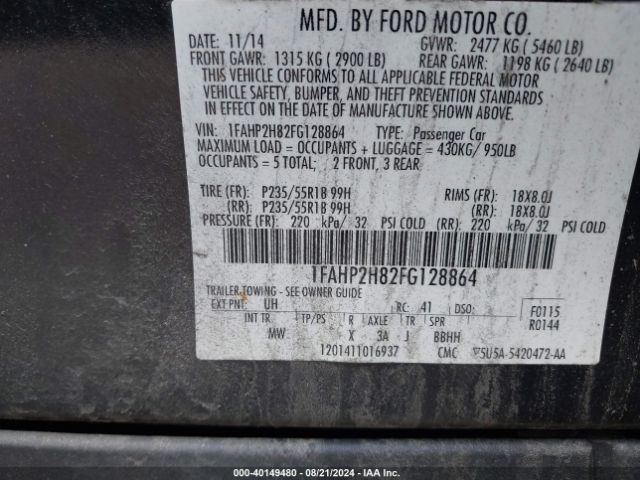 MFD. BY FORD MOTOR CO.
DATE: 11/14 GVWR: 2477 KG ( 5460 LB)
FRONT GAWR: 1315 KG ( 2900 LB) REAR GAWR: 1198 KG ( 2640 LB)
THIS VEHICLE CONFORMS TO ALL APPLICABLE FEDERAL MOTOR
VEHICLE SAFETY, BUMPER, AND THEFT PREVENTION STANDARDS
IN EFFECT ON THE DATE OF MANUFACTURE SHOWN ABOVE.
VIN: 1FAHP2H82FG128864 TYPE: Passenger Car
MAXIMUM LOAD = OCCUPANTS + LUGGAGE = 430KG/ 950LB
OCCUPANTS = 5 TOTAL; 2 FRONT, 3 REAR
TIRE (FR): P235/55R18 99H RIMS (FR): 18X8.0J
(RR): P235/55R18 99H (RR): 18X8.0J
PRESSURE (FR): 220 kPa/ 32 PSI COLD (RR): 220 kPa/ 32 PSI COLD
1FAHP2H82FG128864
TRAILER TOWING - SEE OWNER GUIDE
EXT PNT: UH RC: 41 DSO: F0115
INT TR TP/PS R AXLE TR SPR R0144
MW X 3A J BBHH
1201411016937 CMC 5U5A-5420472-AA
000-40149480 - 08/21/2024 - IAA Inc.